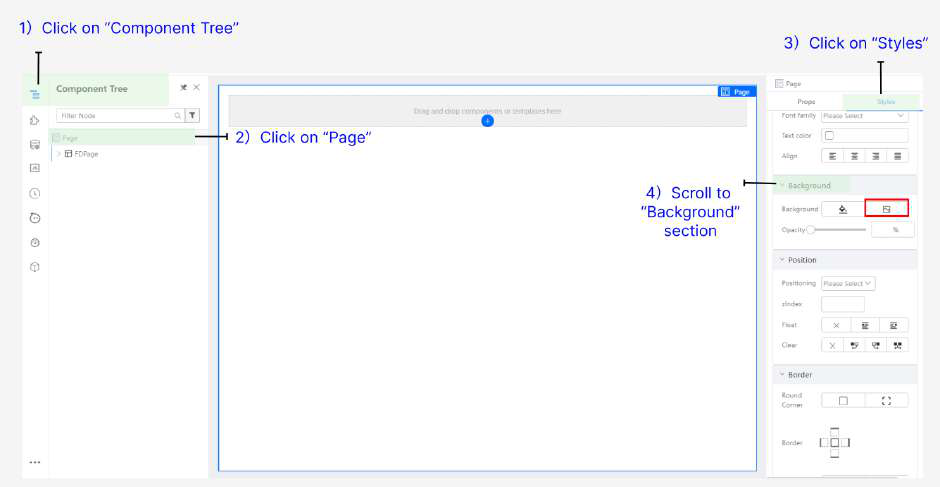 1) Click on "Component Tree"
3) Click on "Styles"
Component Tree
Filter Node
Page
FDPage
2) Click on "Page"
Page
Drag and drop components or templates here
4) Scroll to
"Background"
section
Page
Props
Styles
Font family
Please Select
Text color
Align
Background
Background
Opacity
%
Position
Positioning
Please Select
zIndex
Float
Clear
Border
Round
Corner
Border